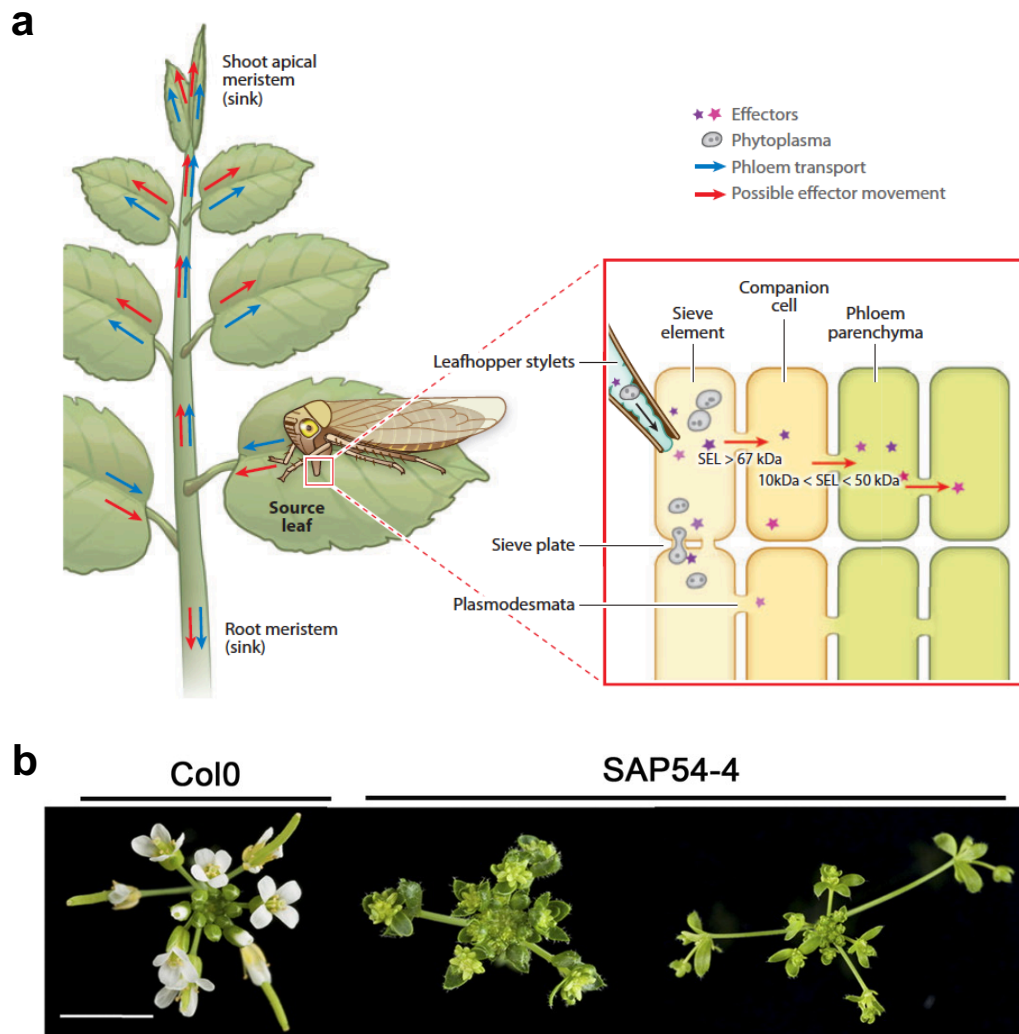 a
Shoot apical
meristem
(sink)
Effectors
Phytoplasma
Phloem transport
Possible effector movement
Companion
cell
Sieve
element
Phloem
parenchyma
Leafhopper stylets
SEL > 67 kDa
10kDa < SEL < 50 kDa
Source
leaf
Sieve plate
Plasmodesmata
Root meristem
(sink)
b
Col0
SAP54-4